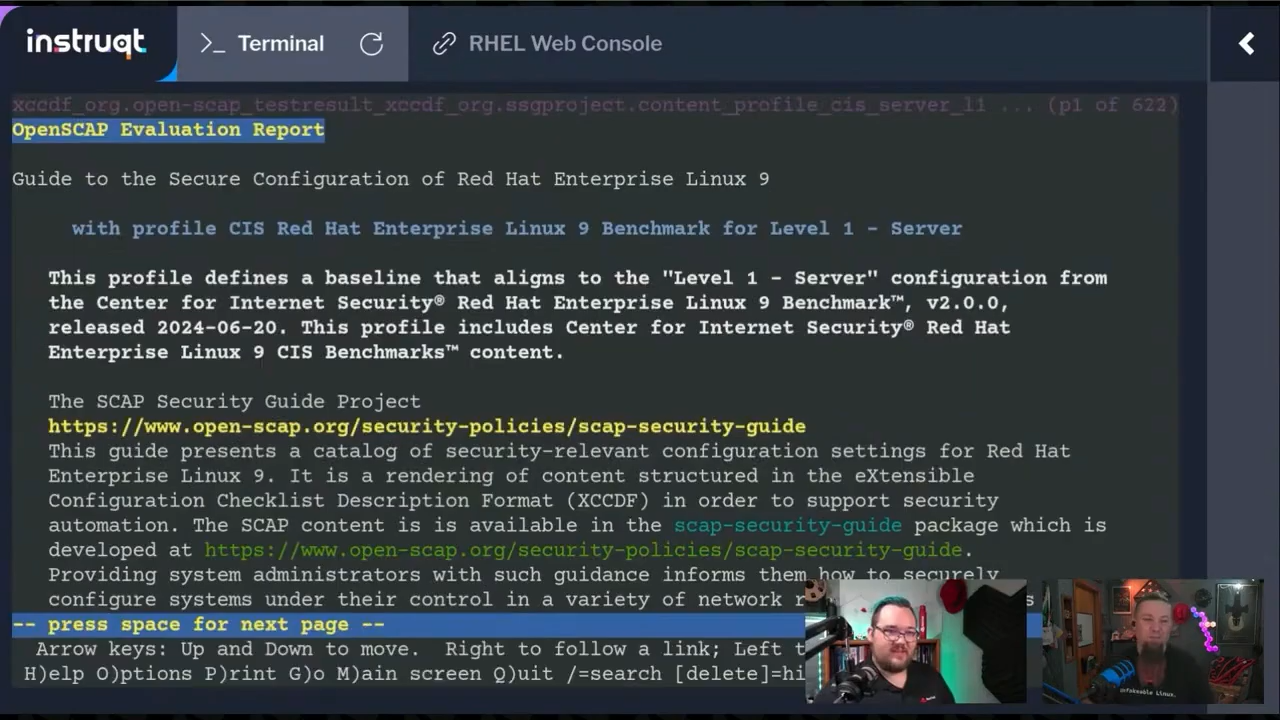 instruqt
>_ Terminal
RHEL Web Console
xccdf_org.open-scap_testresult_xccdf_org.ssgproject.content_profile_cis_server_l1 ... (p1 of 622)
OpenSCAP Evaluation Report
Guide to the Secure Configuration of Red Hat Enterprise Linux 9
with profile CIS Red Hat Enterprise Linux 9 Benchmark for Level 1 - Server
This profile defines a baseline that aligns to the "Level 1 - Server" configuration from
the Center for Internet Security® Red Hat Enterprise Linux 9 Benchmark™, v2.0.0,
released 2024-06-20. This profile includes Center for Internet Security® Red Hat
Enterprise Linux 9 CIS Benchmarks™ content.
The SCAP Security Guide Project
https://www.open-scap.org/security-policies/scap-security-guide
This guide presents a catalog of security-relevant configuration settings for Red Hat
Enterprise Linux 9. It is a rendering of content structured in the eXtensible
Configuration Checklist Description Format (XCCDF) in order to support security
automation. The SCAP content is is available in the scap-security-guide package which is
developed at https://www.open-scap.org/security-policies/scap-security-guide.
Providing system administrators with such guidance informs them how to securely
configure systems under their control in a variety of network
-- press space for next page --
Arrow keys: Up and Down to move. Right to follow a link; Left t
H)elp O)ptions P)rint G)o M)ain screen Q)uit /=search [delete]=hi